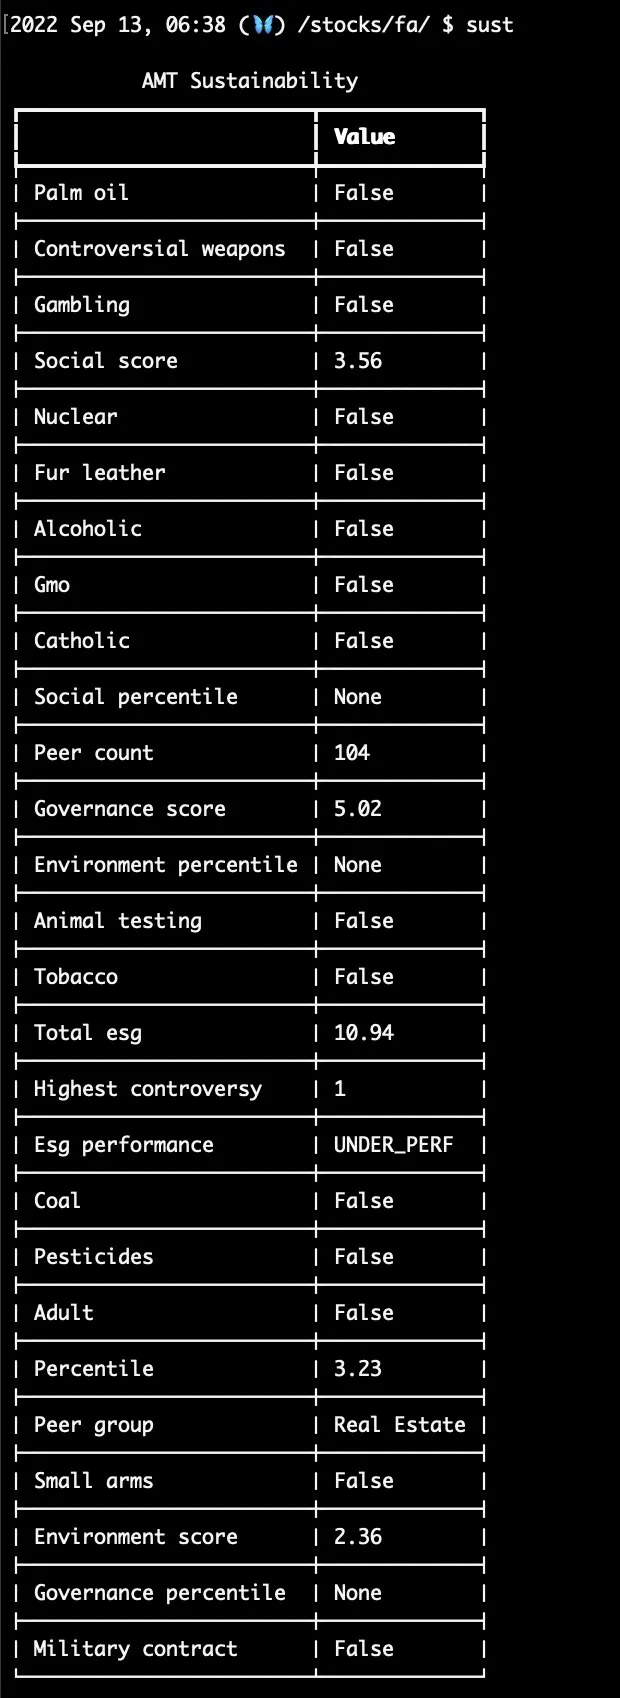 [2022 Sep 13, 06:38 (🦋) /stocks/fa/ $ sust
AMT Sustainability
Value
Palm oil False
Controversial weapons False
Gambling False
Social score 3.56
Nuclear False
Fur leather False
Alcoholic False
Gmo False
Catholic False
Social percentile None
Peer count 104
Governance score 5.02
Environment percentile None
Animal testing False
Tobacco False
Total esg 10.94
Highest controversy 1
Esg performance UNDER_PERF
Coal False
Pesticides False
Adult False
Percentile 3.23
Peer group Real Estate
Small arms False
Environment score 2.36
Governance percentile None
Military contract False